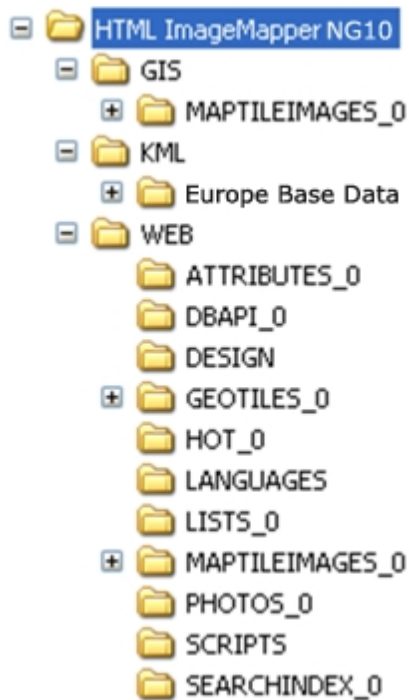 HTML ImageMapper NG10
GIS
MAPTILEIMAGES_0
KML
Europe Base Data
WEB
ATTRIBUTES_0
DBAPI_0
DESIGN
GEOTILES_0
HOT_0
LANGUAGES
LISTS_0
MAPTILEIMAGES_0
PHOTOS_0
SCRIPTS
SEARCHINDEX_0